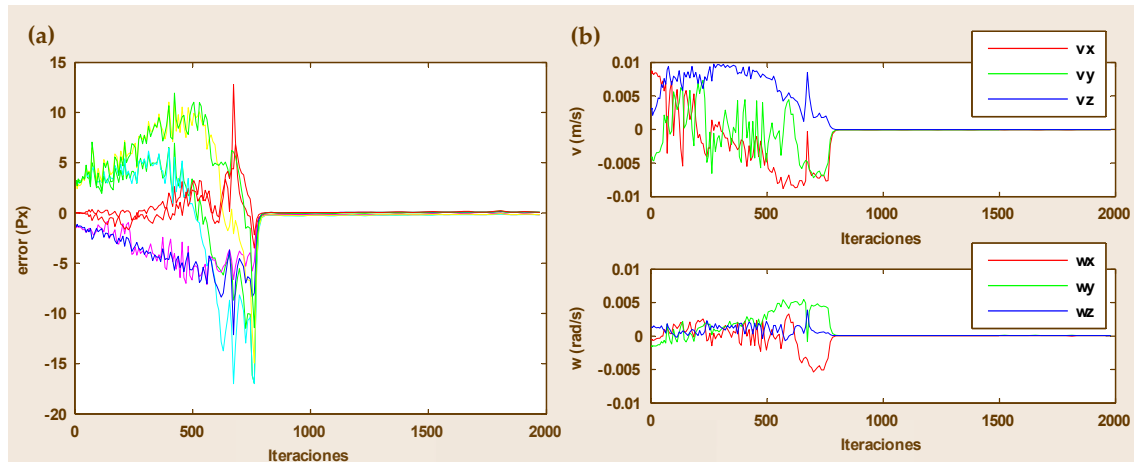 (a)
15
10
5
0
-5
-10
-15
-20
error (Px)
0
500
1000
1500
2000
Iteraciones
(b)
vx
vy
vz
0.01
0.005
0
-0.005
-0.01
v (m/s)
0
500
1000
1500
2000
Iteraciones
wx
wy
wz
0.01
0.005
0
-0.005
-0.01
w (rad/s)
0
500
1000
1500
2000
Iteraciones